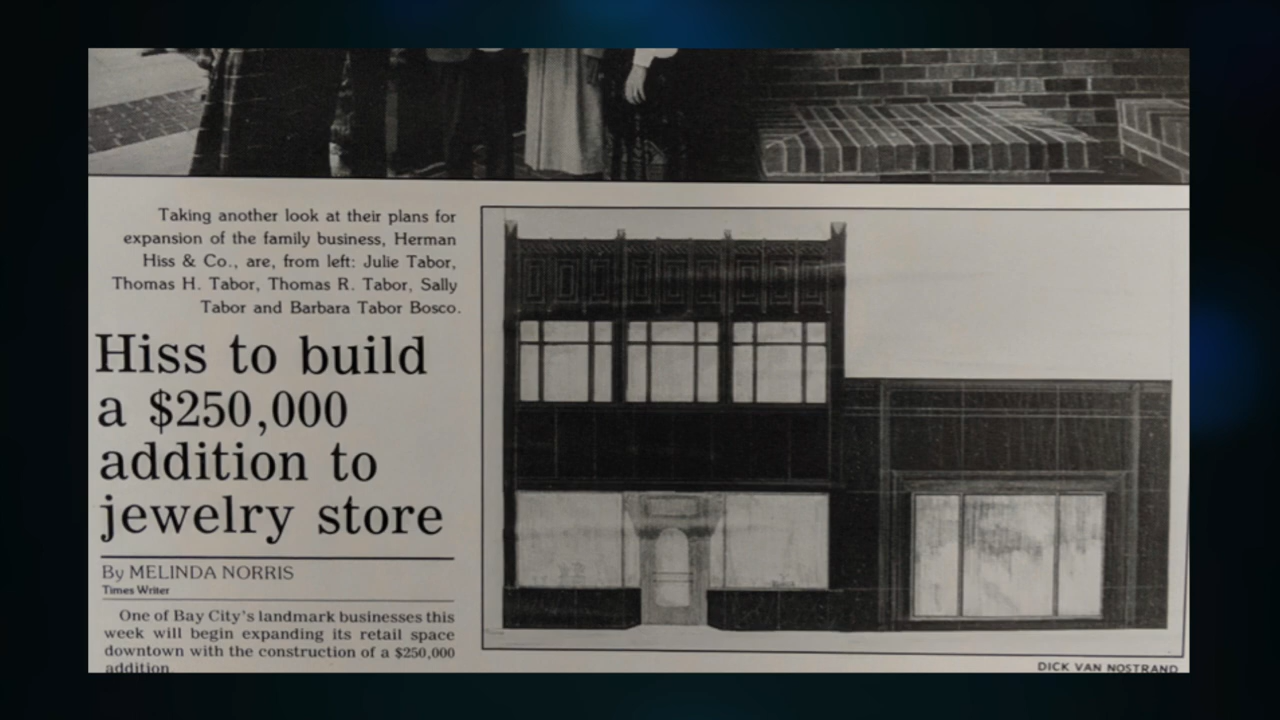 Taking another look at their plans for
expansion of the family business, Herman
Hiss & Co., are, from left: Julie Tabor,
Thomas H. Tabor, Thomas R. Tabor, Sally
Tabor and Barbara Tabor Bosco.
Hiss to build
a $250,000
addition to
jewelry store
By MELINDA NORRIS
Times Writer
One of Bay City's landmark businesses this
week will begin expanding its retail space
downtown with the construction of a $250,000
addition.
DICK VAN NOSTRAND